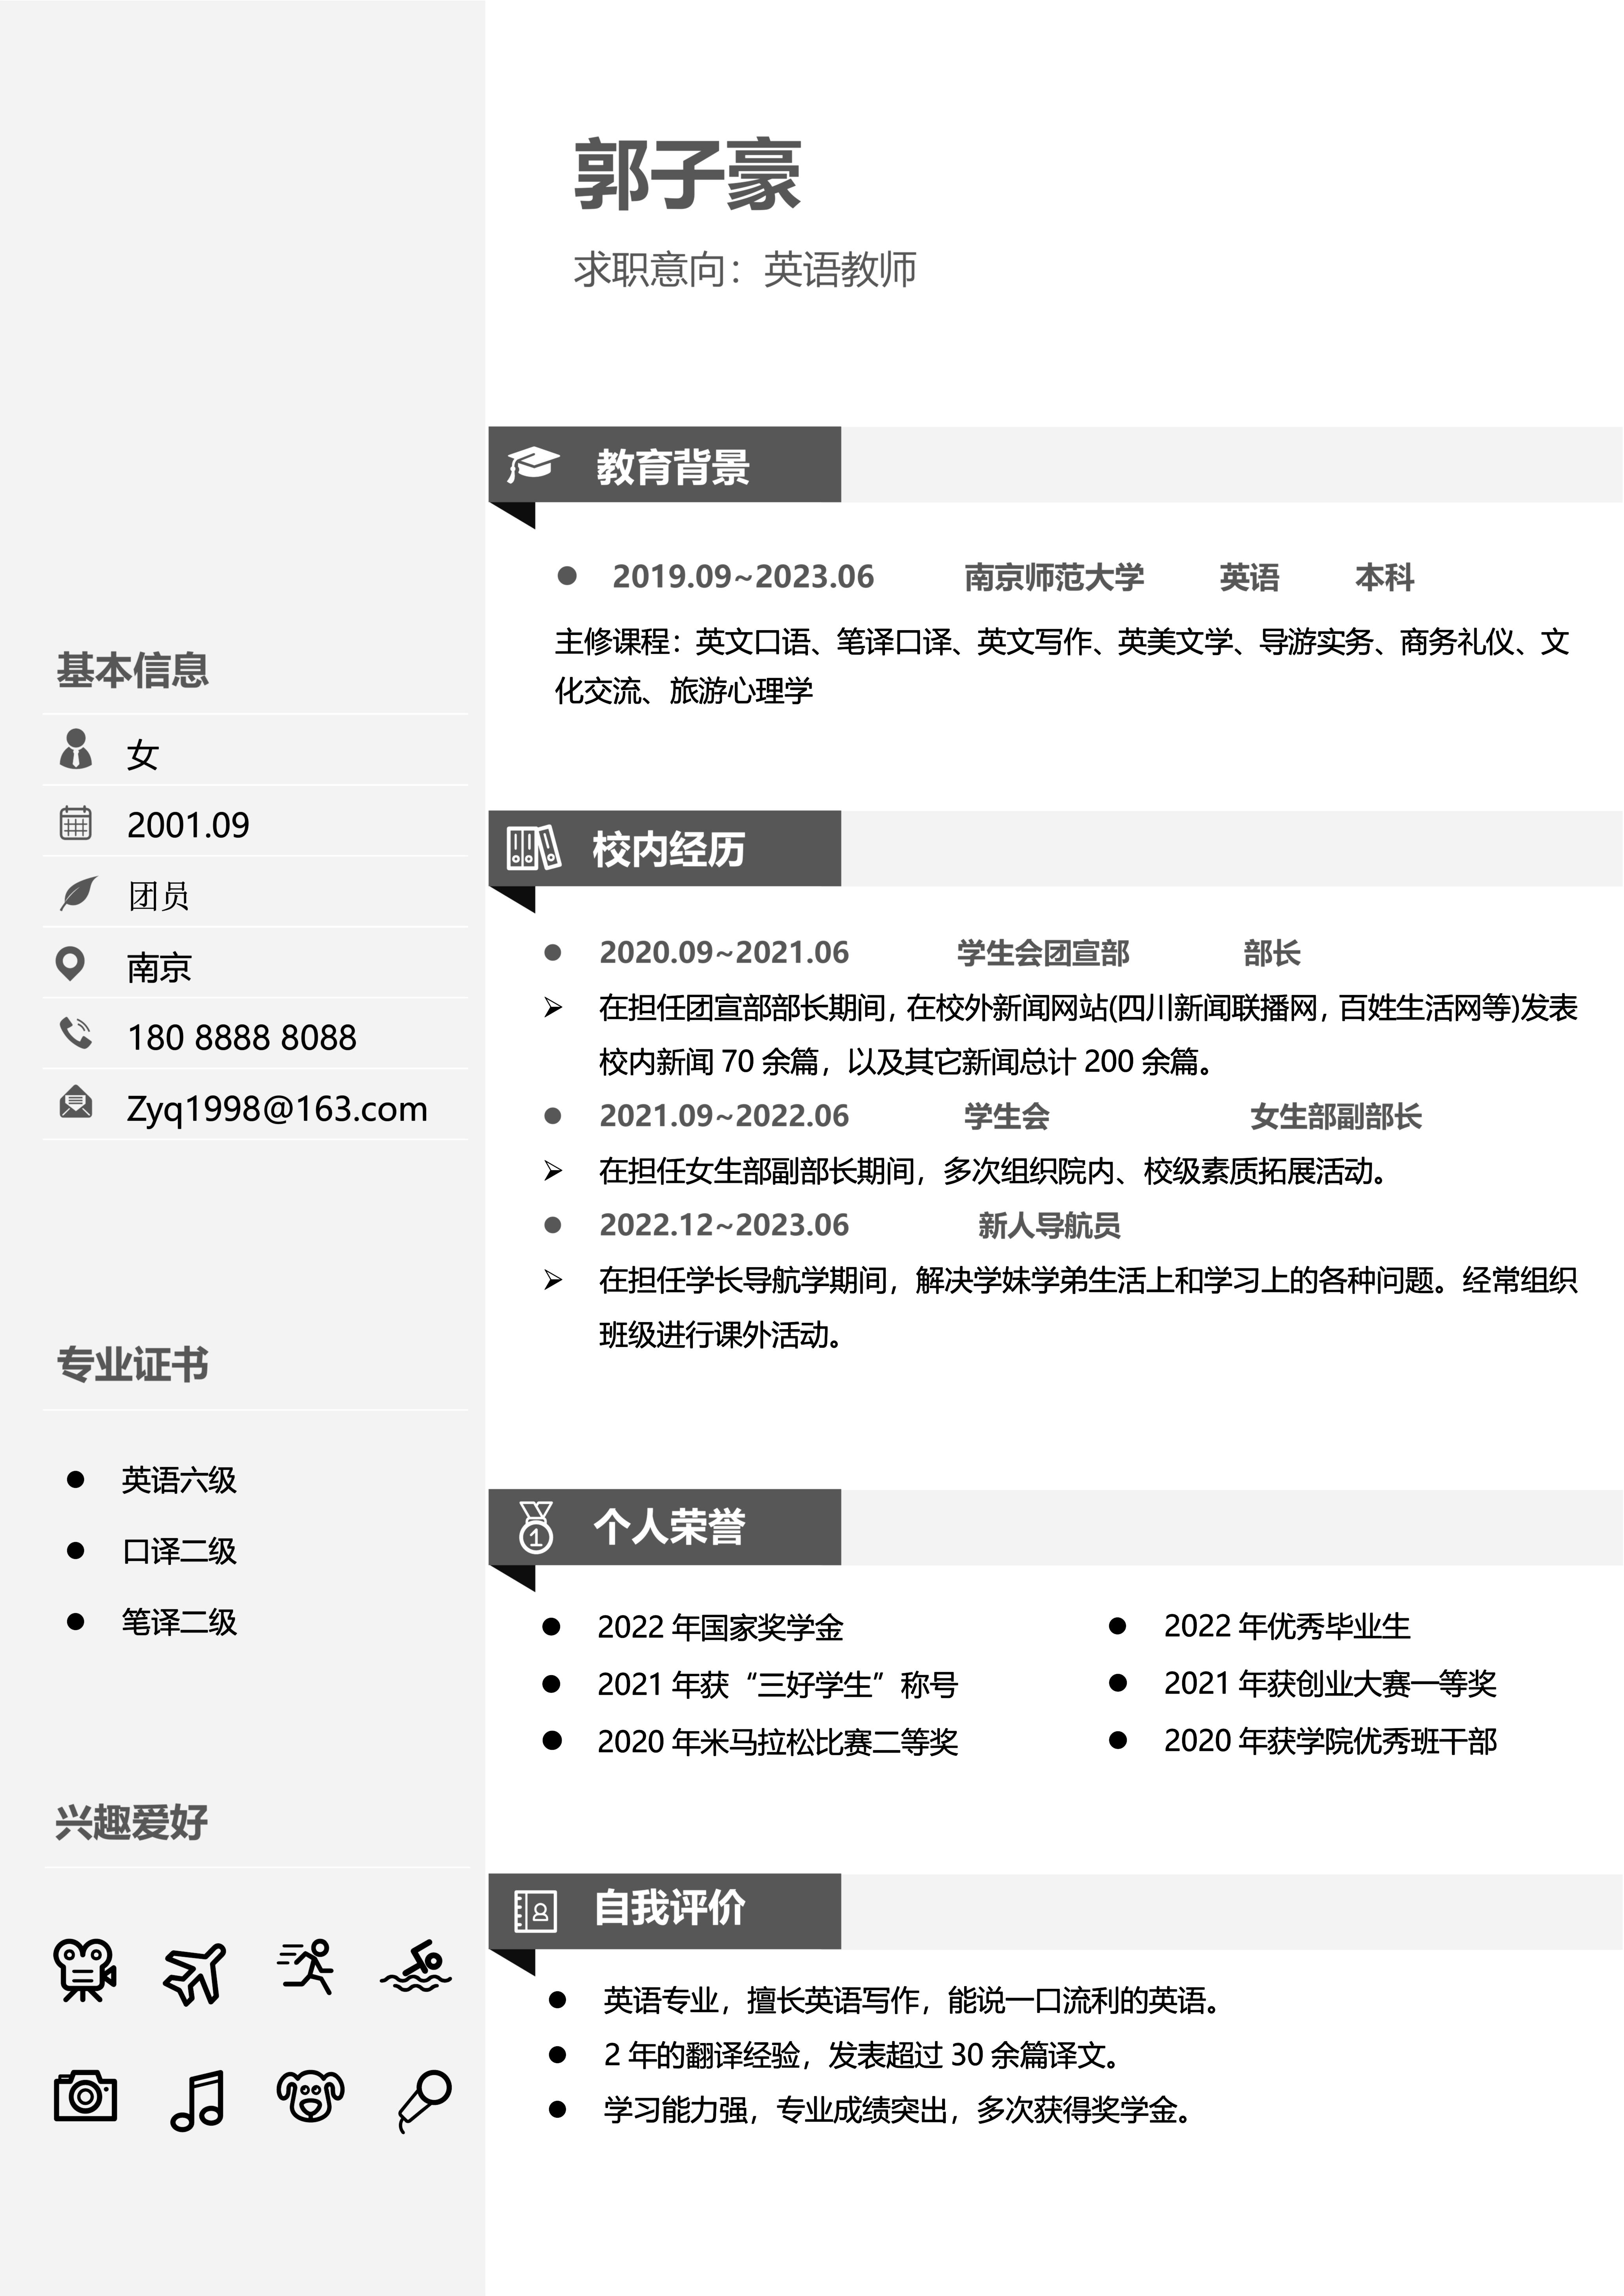 郭子豪
求职意向：英语教师
基本信息
女
2001.09
团员
南京
180 8888 8088
Zyq1998@163.com
专业证书
英语六级
口译二级
笔译二级
兴趣爱好
教育背景
2019.09~2023.06 南京师范大学 英语 本科
主修课程：英文口语、笔译口译、英文写作、英美文学、导游实务、商务礼仪、文
化交流、旅游心理学
校内经历
2020.09~2021.06 学生会团宣部 部长
在担任团宣部部长期间，在校外新闻网站(四川新闻联播网，百姓生活网等)发表
校内新闻 70 余篇，以及其它新闻总计 200 余篇。
2021.09~2022.06 学生会 女生部副部长
在担任女生部副部长期间，多次组织院内、校级素质拓展活动。
2022.12~2023.06 新人导航员
在担任学长导航学期间，解决学妹学弟生活上和学习上的各种问题。经常组织
班级进行课外活动。
个人荣誉
1
2022 年国家奖学金
2022 年优秀毕业生
2021 年获“三好学生”称号
2021 年获创业大赛一等奖
2020 年米马拉松比赛二等奖
2020 年获学院优秀班干部
自我评价
英语专业，擅长英语写作，能说一口流利的英语。
2 年的翻译经验，发表超过 30 余篇译文。
学习能力强，专业成绩突出，多次获得奖学金。